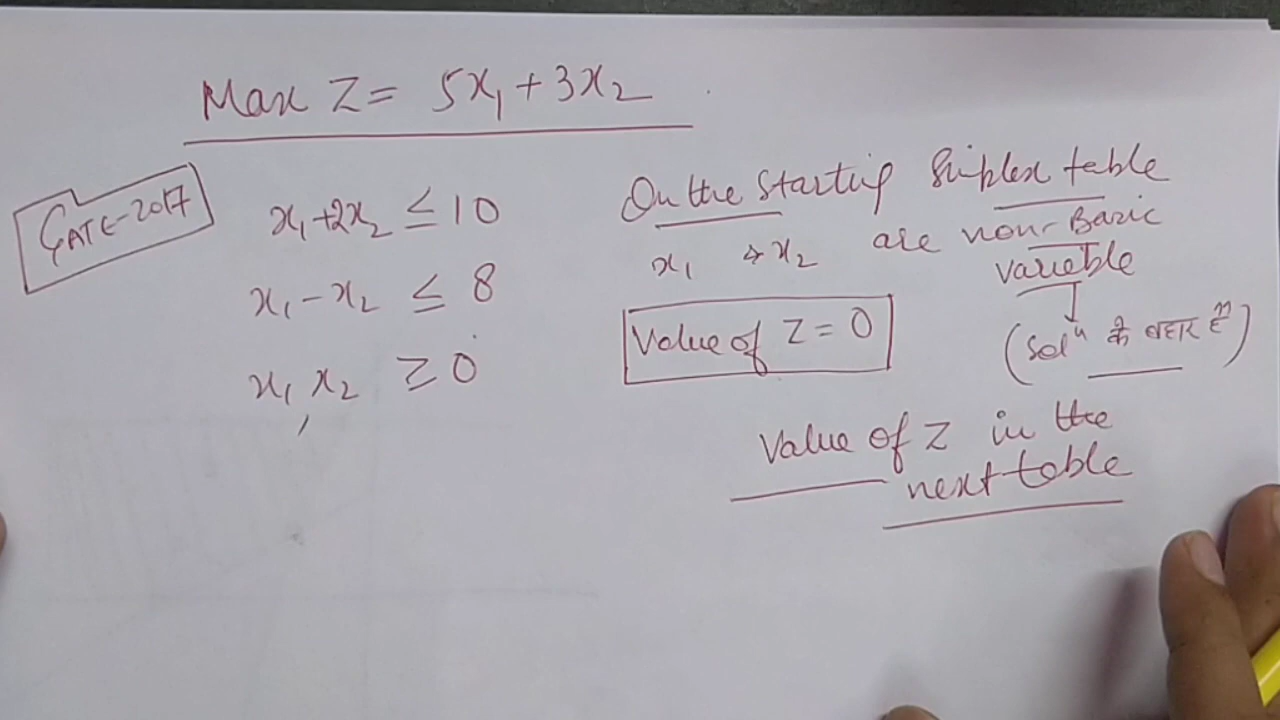 Max Z = 5x₁ + 3x₂
GATE-2017
x₁ + 2x₂ ≤ 10
x₁ - x₂ ≤ 8
x₁, x₂ ≥ 0
On the starting Simplex table
x₁ & x₂ are non-Basic
variable
(Solⁿ के बाहर हैं)
Value of Z = 0
Value of Z in the
next table